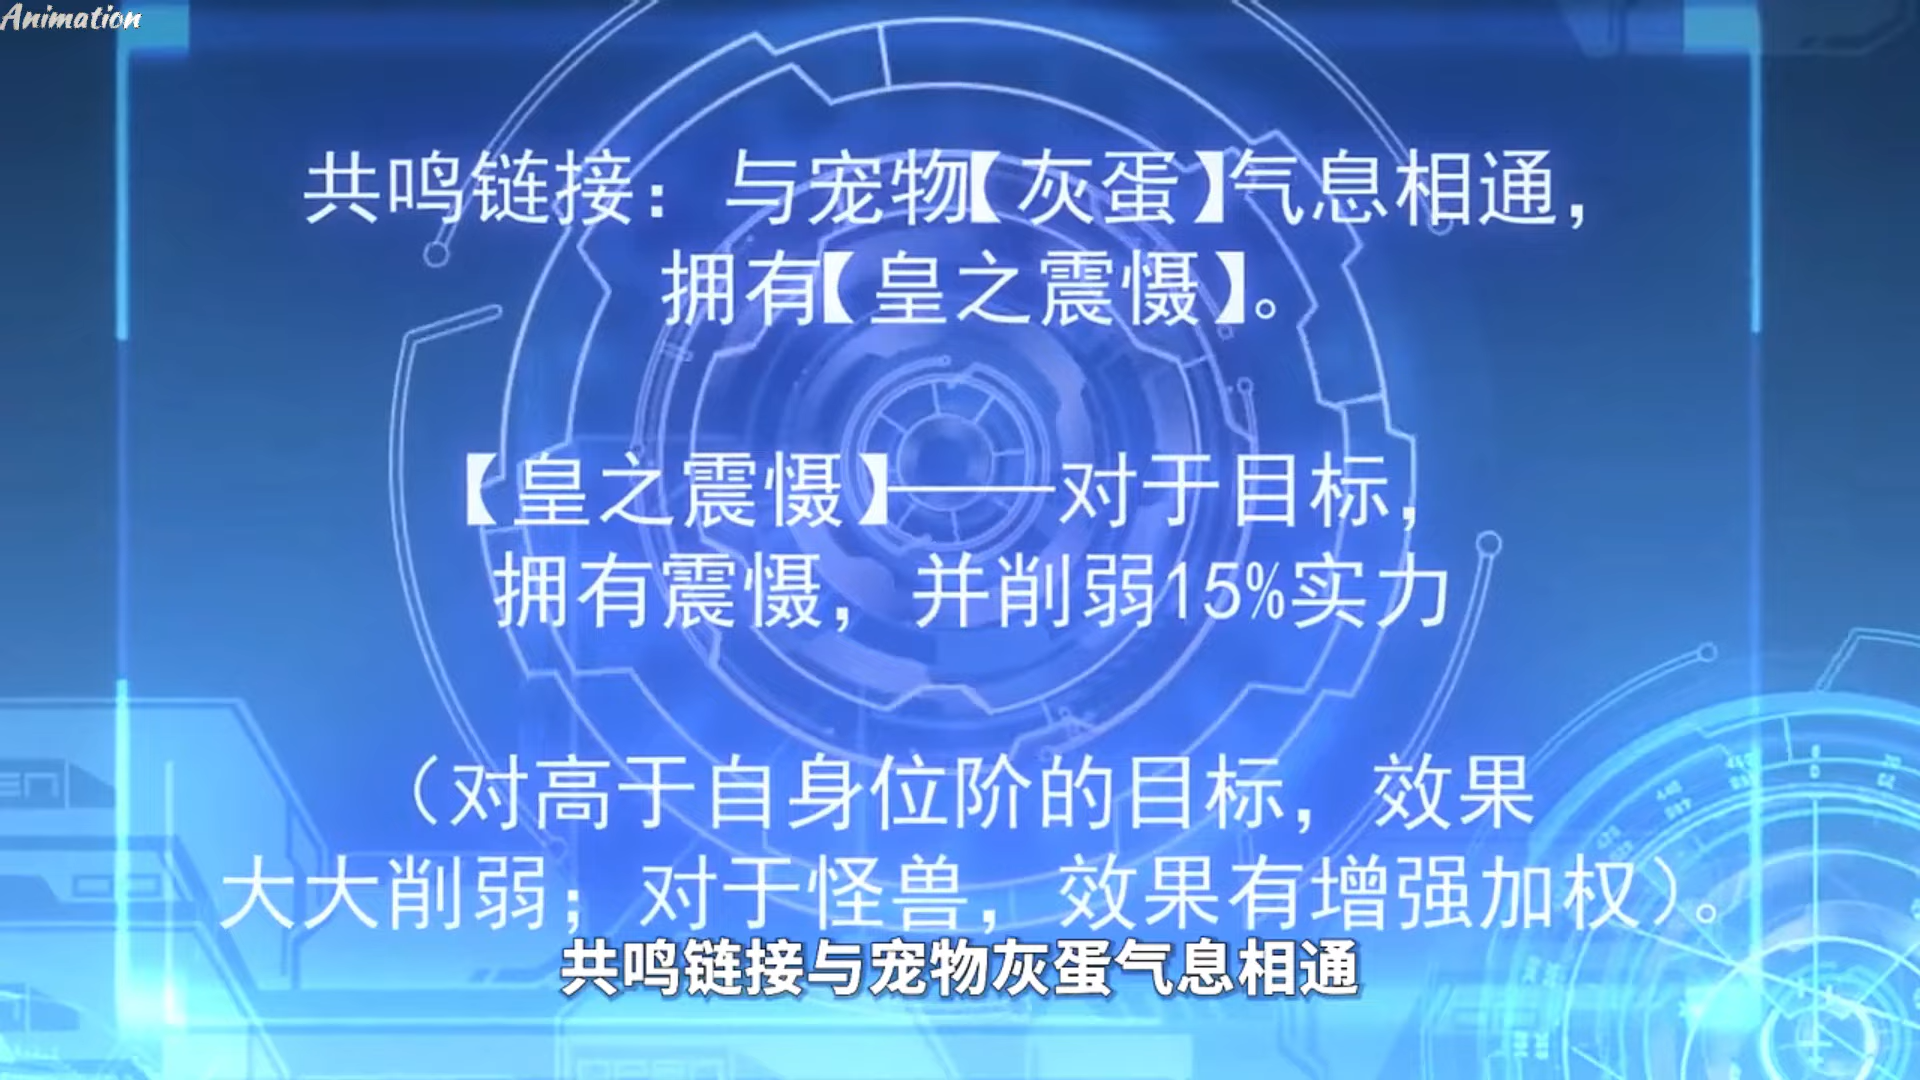 Animation
共鸣链接：与宠物【灰蛋】气息相通，
拥有【皇之震慑】。
【皇之震慑】——对于目标，
拥有震慑，并削弱15%实力
（对高于自身位阶的目标，效果
大大削弱；对于怪兽，效果有增强加权）。
共鸣链接与宠物灰蛋气息相通